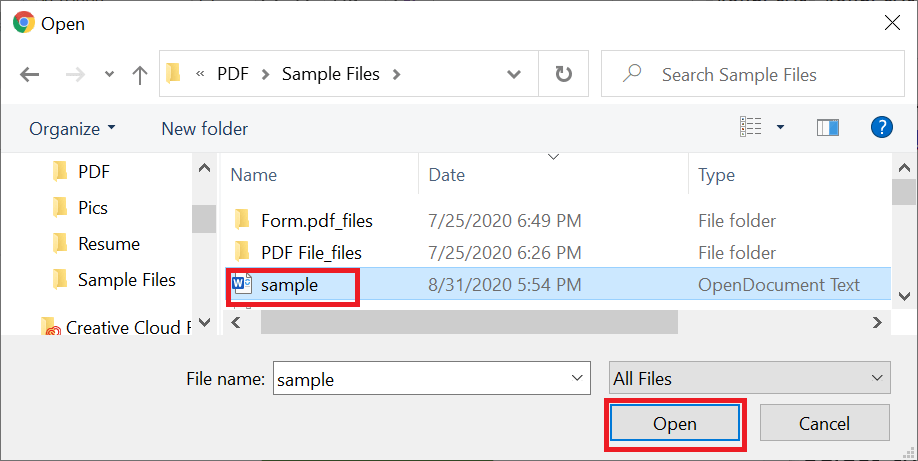 Open
« PDF > Sample Files >
Search Sample Files
Organize
New folder
?
PDF
Pics
Resume
Sample Files
Creative Cloud F
Name Date Type
Form.pdf_files 7/25/2020 6:49 PM File folder
PDF File_files 7/25/2020 6:26 PM File folder
sample 8/31/2020 5:54 PM OpenDocument Text
File name: sample
All Files
Open
Cancel